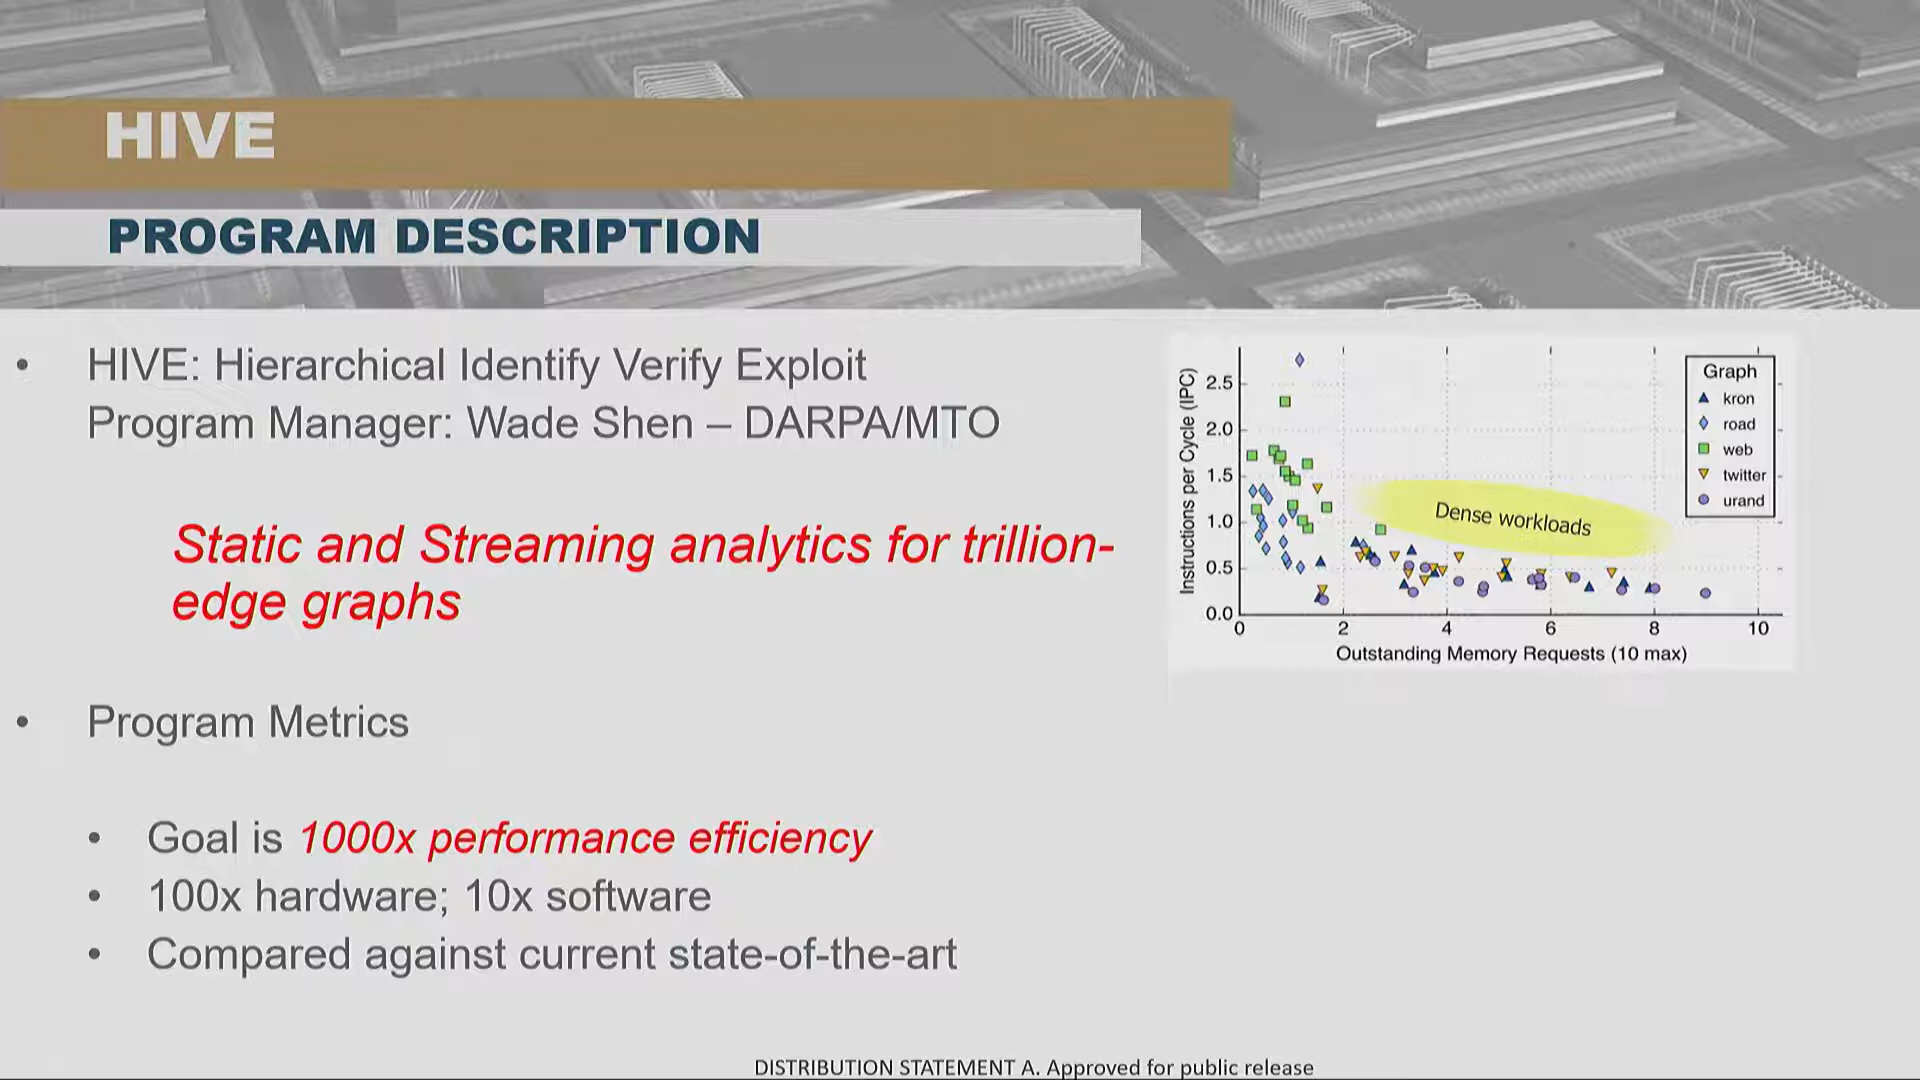 HIVE
PROGRAM DESCRIPTION
• HIVE: Hierarchical Identify Verify Exploit
Program Manager: Wade Shen – DARPA/MTO
Static and Streaming analytics for trillion-
edge graphs
• Program Metrics
• Goal is 1000x performance efficiency
• 100x hardware; 10x software
• Compared against current state-of-the-art
Instructions per Cycle (IPC)
2.5
2.0
1.5
1.0
0.5
0.0
0 2 4 6 8 10
Outstanding Memory Requests (10 max)
Dense workloads
Graph
kron
road
web
twitter
urand
DISTRIBUTION STATEMENT A. Approved for public release